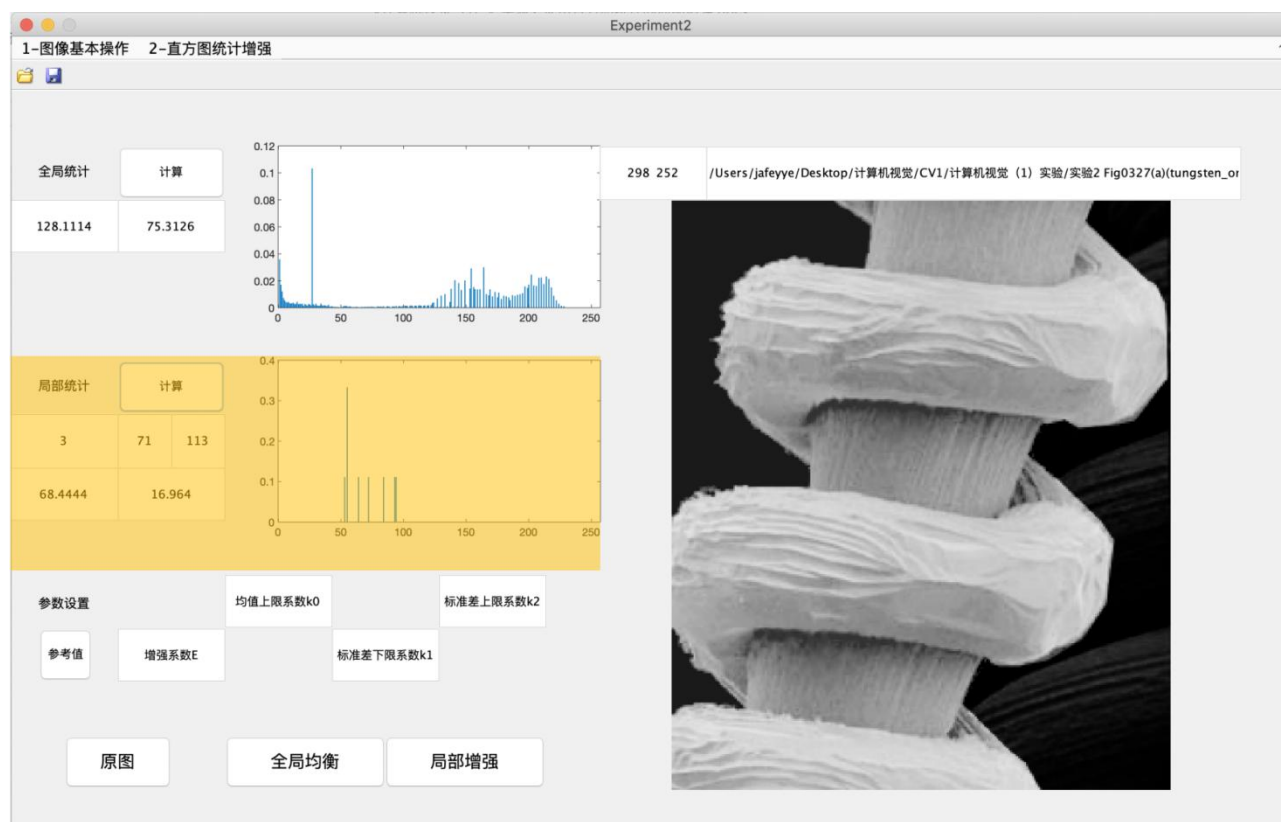 Experiment2
1-图像基本操作 2-直方图统计增强
全局统计 计算
128.1114 75.3126
0.12
0.1
0.08
0.06
0.04
0.02
0
0 50 100 150 200 250
298 252 /Users/jafeyye/Desktop/计算机视觉/CV1/计算机视觉（1）实验/实验2 Fig0327(a)(tungsten_or
局部统计 计算
3 71 113
68.4444 16.964
0.4
0.3
0.2
0.1
0
0 50 100 150 200 250
参数设置 均值上限系数k0 标准差上限系数k2
参考值 增强系数E 标准差下限系数k1
原图 全局均衡 局部增强